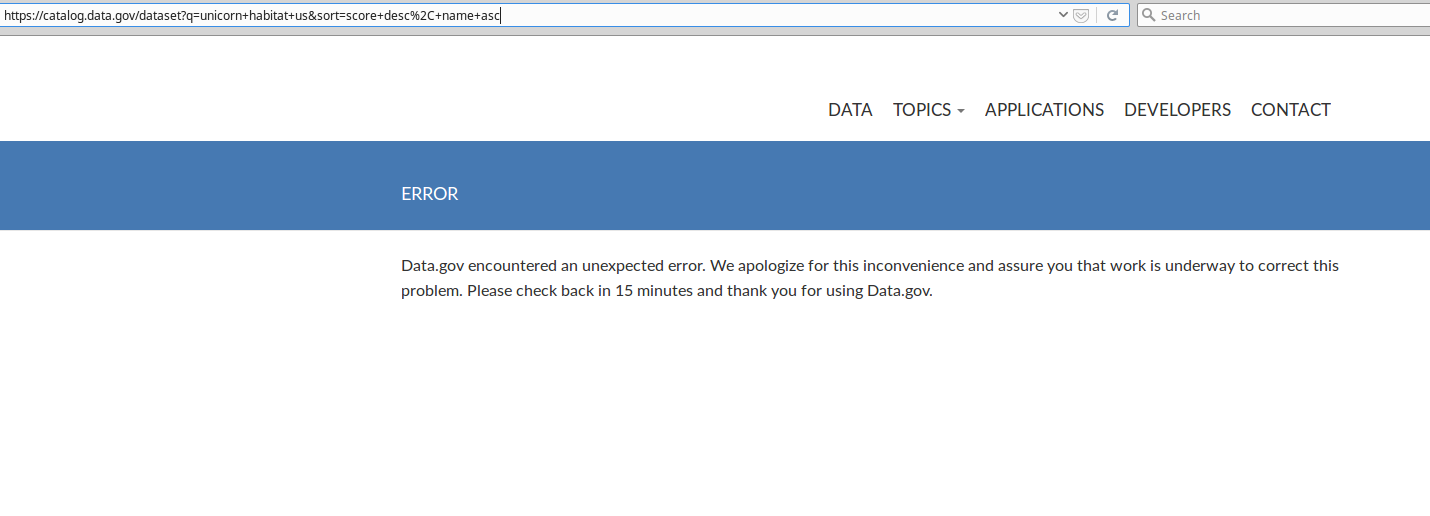 https://catalog.data.gov/dataset?q=unicorn+habitat+us&sort=score+desc%2C+name+asc
Search
DATA TOPICS APPLICATIONS DEVELOPERS CONTACT
ERROR
Data.gov encountered an unexpected error. We apologize for this inconvenience and assure you that work is underway to correct this
problem. Please check back in 15 minutes and thank you for using Data.gov.